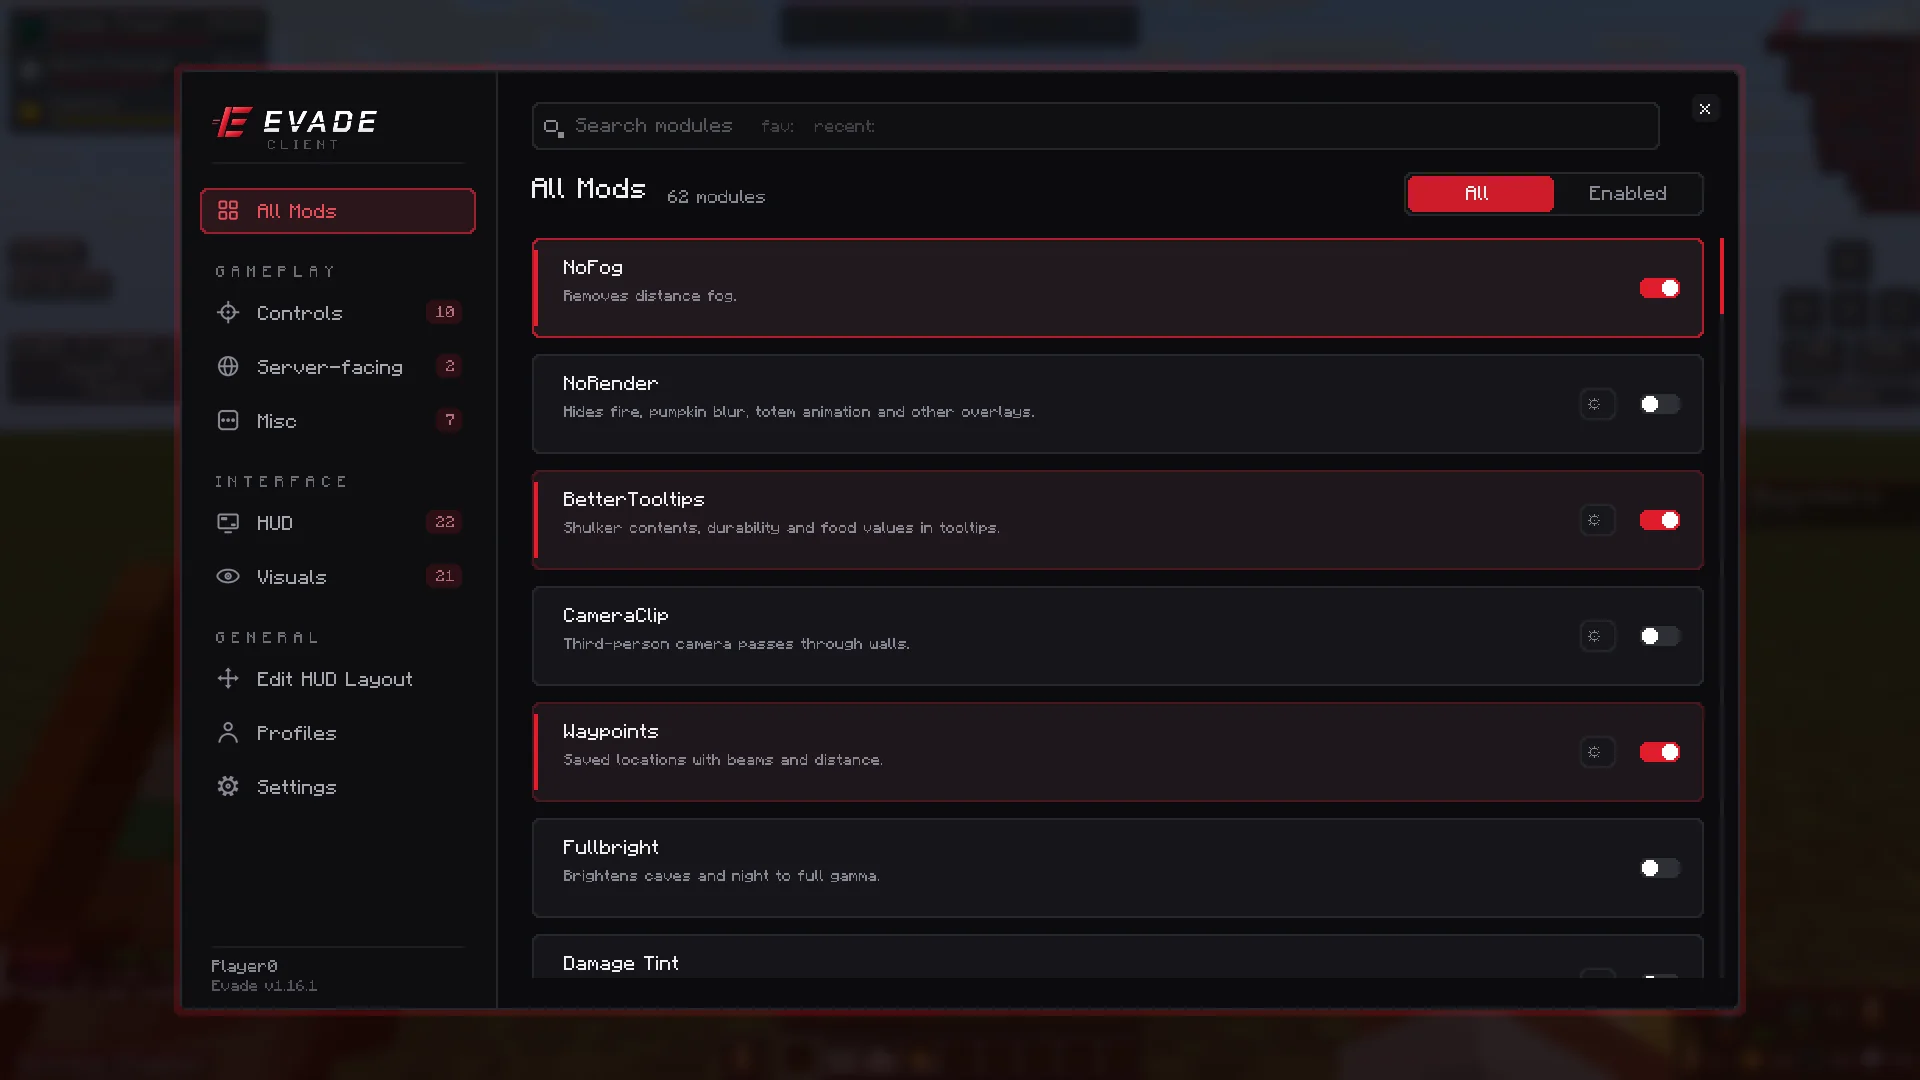 EVADE
CLIENT
All Mods
GAMEPLAY
Controls 10
Server-facing 2
Misc 7
INTERFACE
HUD 22
Visuals 21
GENERAL
Edit HUD Layout
Profiles
Settings
Player0
Evade v1.16.1
Search modules fav: recent:
All Mods 62 modules
All Enabled
NoFog
Removes distance fog.
NoRender
Hides fire, pumpkin blur, totem animation and other overlays.
BetterTooltips
Shulker contents, durability and food values in tooltips.
CameraClip
Third-person camera passes through walls.
Waypoints
Saved locations with beams and distance.
Fullbright
Brightens caves and night to full gamma.
Damage Tint